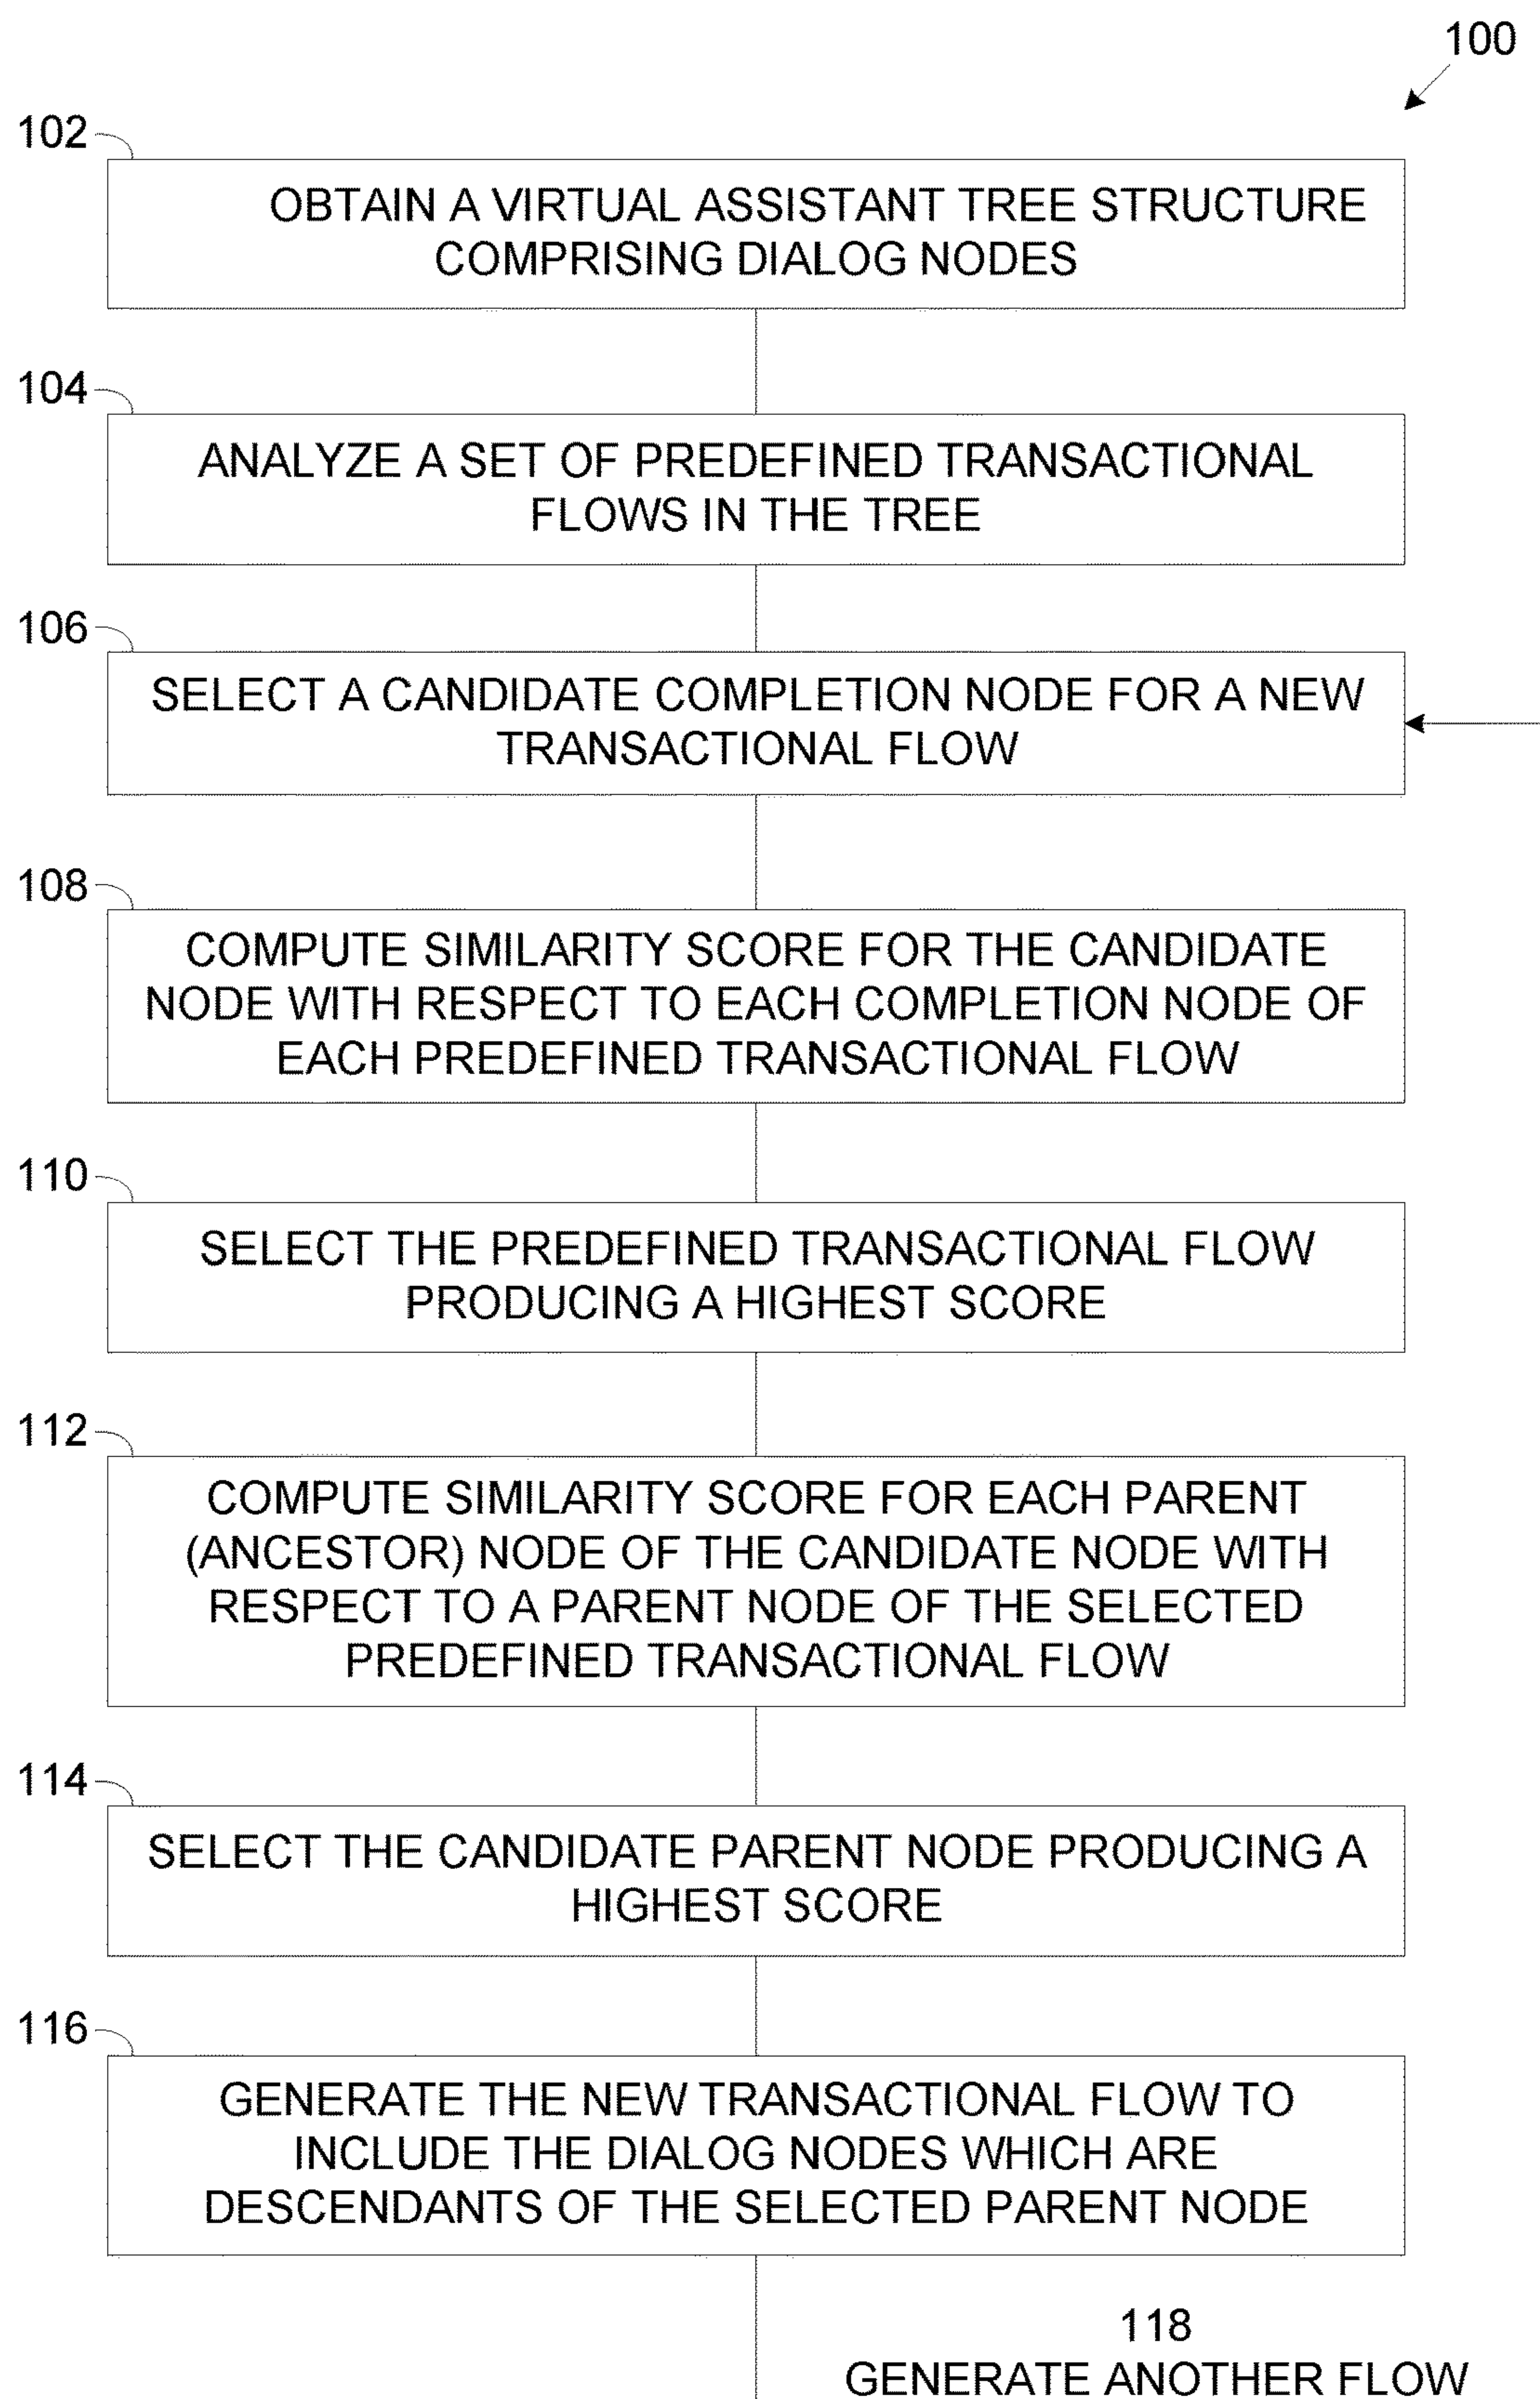 100
102
OBTAIN A VIRTUAL ASSISTANT TREE STRUCTURE
COMPRISING DIALOG NODES
104
ANALYZE A SET OF PREDEFINED TRANSACTIONAL
FLOWS IN THE TREE
106
SELECT A CANDIDATE COMPLETION NODE FOR A NEW
TRANSACTIONAL FLOW
108
COMPUTE SIMILARITY SCORE FOR THE CANDIDATE
NODE WITH RESPECT TO EACH COMPLETION NODE OF
EACH PREDEFINED TRANSACTIONAL FLOW
110
SELECT THE PREDEFINED TRANSACTIONAL FLOW
PRODUCING A HIGHEST SCORE
112
COMPUTE SIMILARITY SCORE FOR EACH PARENT
(ANCESTOR) NODE OF THE CANDIDATE NODE WITH
RESPECT TO A PARENT NODE OF THE SELECTED
PREDEFINED TRANSACTIONAL FLOW
114
SELECT THE CANDIDATE PARENT NODE PRODUCING A
HIGHEST SCORE
116
GENERATE THE NEW TRANSACTIONAL FLOW TO
INCLUDE THE DIALOG NODES WHICH ARE
DESCENDANTS OF THE SELECTED PARENT NODE
118
GENERATE ANOTHER FLOW